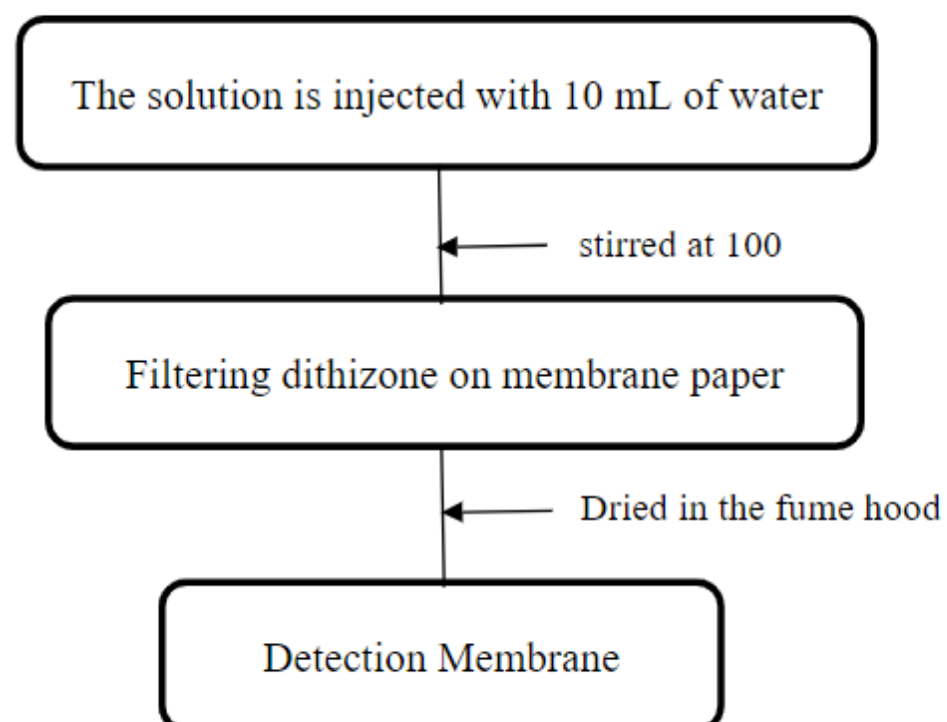 The solution is injected with 10 mL of water
stirred at 100
Filtering dithizone on membrane paper
Dried in the fume hood
Detection Membrane